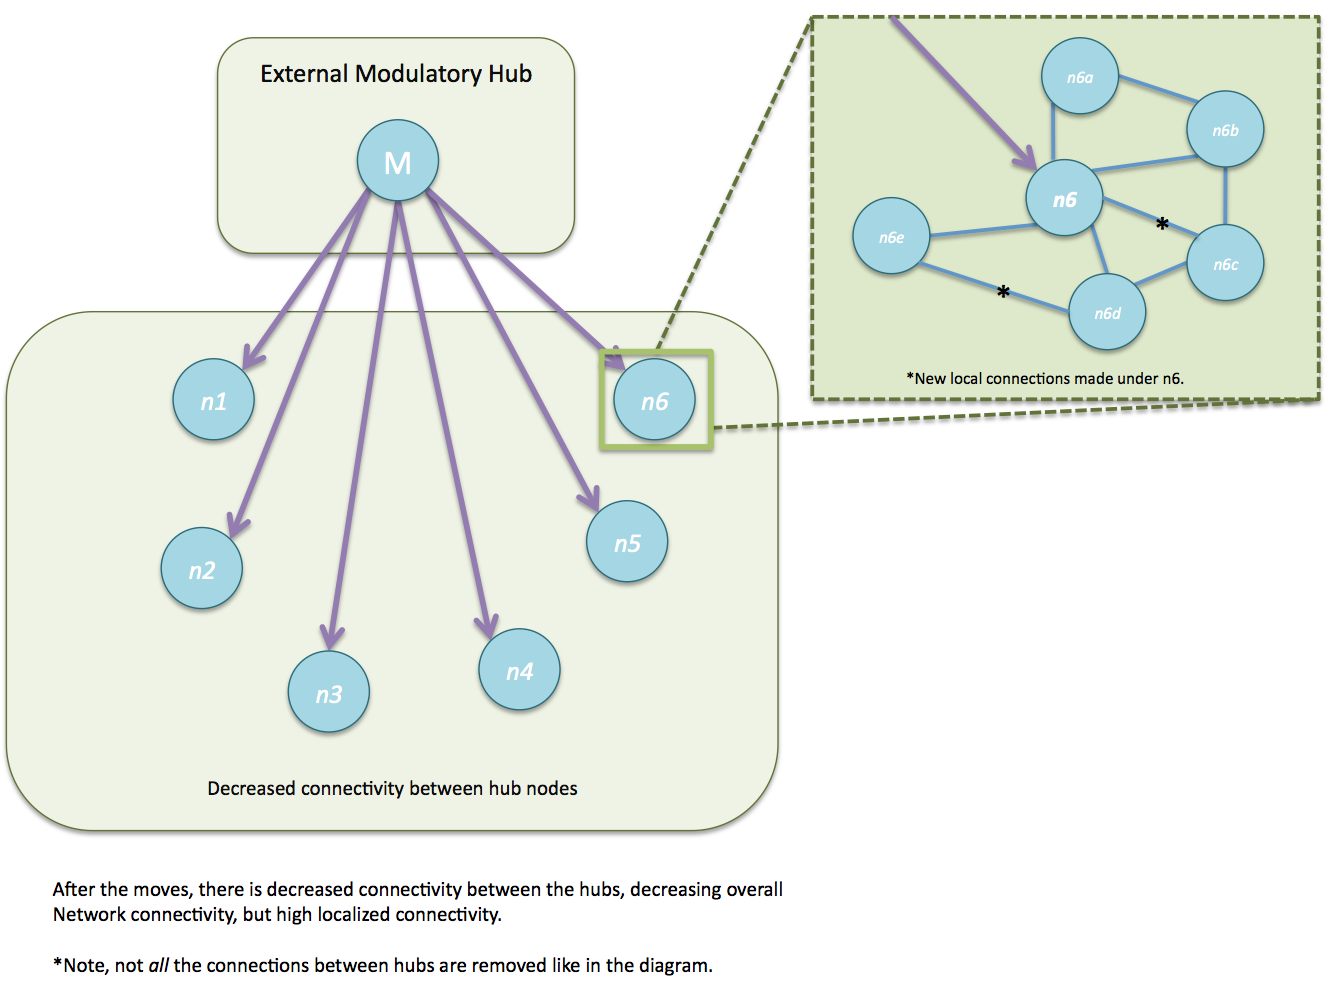 External Modulatory Hub
M
n1
n2
n3
n4
n5
n6
Decreased connectivity between hub nodes
n6a
n6b
n6
n6e
n6c
n6d
*
*
*New local connections made under n6.
After the moves, there is decreased connectivity between the hubs, decreasing overall
Network connectivity, but high localized connectivity.
*Note, not all the connections between hubs are removed like in the diagram.